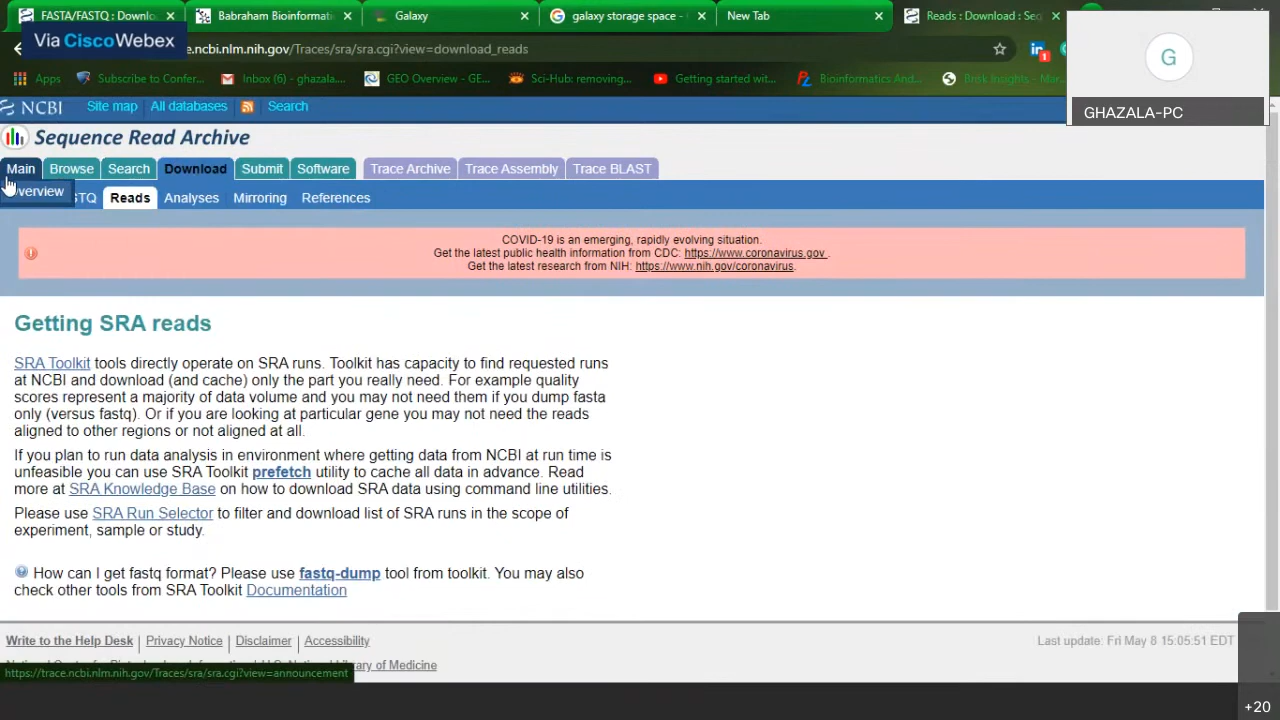 FASTA/FASTQ : Downlo
Babraham Bioinformati
Galaxy
galaxy storage space -
New Tab
Reads : Download : Seq
Via CiscoWebex
.ncbi.nlm.nih.gov/Traces/sra/sra.cgi?view=download_reads
Apps
Subscribe to Confer...
Inbox (6) - ghazala....
GEO Overview - GE...
Sci-Hub: removing...
Getting started wit...
Bioinformatics And...
Brisk Insights - Mar...
G
GHAZALA-PC
NCBI
Site map
All databases
Search
Sequence Read Archive
Main
Browse
Search
Download
Submit
Software
Trace Archive
Trace Assembly
Trace BLAST
Overview
TQ
Reads
Analyses
Mirroring
References
COVID-19 is an emerging, rapidly evolving situation.
Get the latest public health information from CDC: https://www.coronavirus.gov .
Get the latest research from NIH: https://www.nih.gov/coronavirus.
Getting SRA reads
SRA Toolkit tools directly operate on SRA runs. Toolkit has capacity to find requested runs
at NCBI and download (and cache) only the part you really need. For example quality
scores represent a majority of data volume and you may not need them if you dump fasta
only (versus fastq). Or if you are looking at particular gene you may not need the reads
aligned to other regions or not aligned at all.
If you plan to run data analysis in environment where getting data from NCBI at run time is
unfeasible you can use SRA Toolkit prefetch utility to cache all data in advance. Read
more at SRA Knowledge Base on how to download SRA data using command line utilities.
Please use SRA Run Selector to filter and download list of SRA runs in the scope of
experiment, sample or study.
How can I get fastq format? Please use fastq-dump tool from toolkit. You may also
check other tools from SRA Toolkit Documentation
Write to the Help Desk
Privacy Notice
Disclaimer
Accessibility
Last update: Fri May 8 15:05:51 EDT
Library of Medicine
https://trace.ncbi.nlm.nih.gov/Traces/sra/sra.cgi?view=announcement
+20